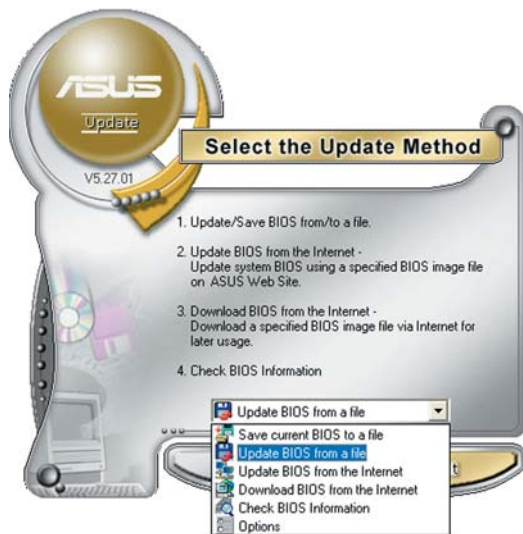 ASUS
Update
V5.27.01
Select the Update Method
1. Update/Save BIOS from/to a file.
2. Update BIOS from the Internet -
Update system BIOS using a specified BIOS image file
on ASUS Web Site.
3. Download BIOS from the Internet -
Download a specified BIOS image file via Internet for
later usage.
4. Check BIOS Information
Update BIOS from a file
Save current BIOS to a file
Update BIOS from a file
Update BIOS from the Internet
Download BIOS from the Internet
Check BIOS Information
Options